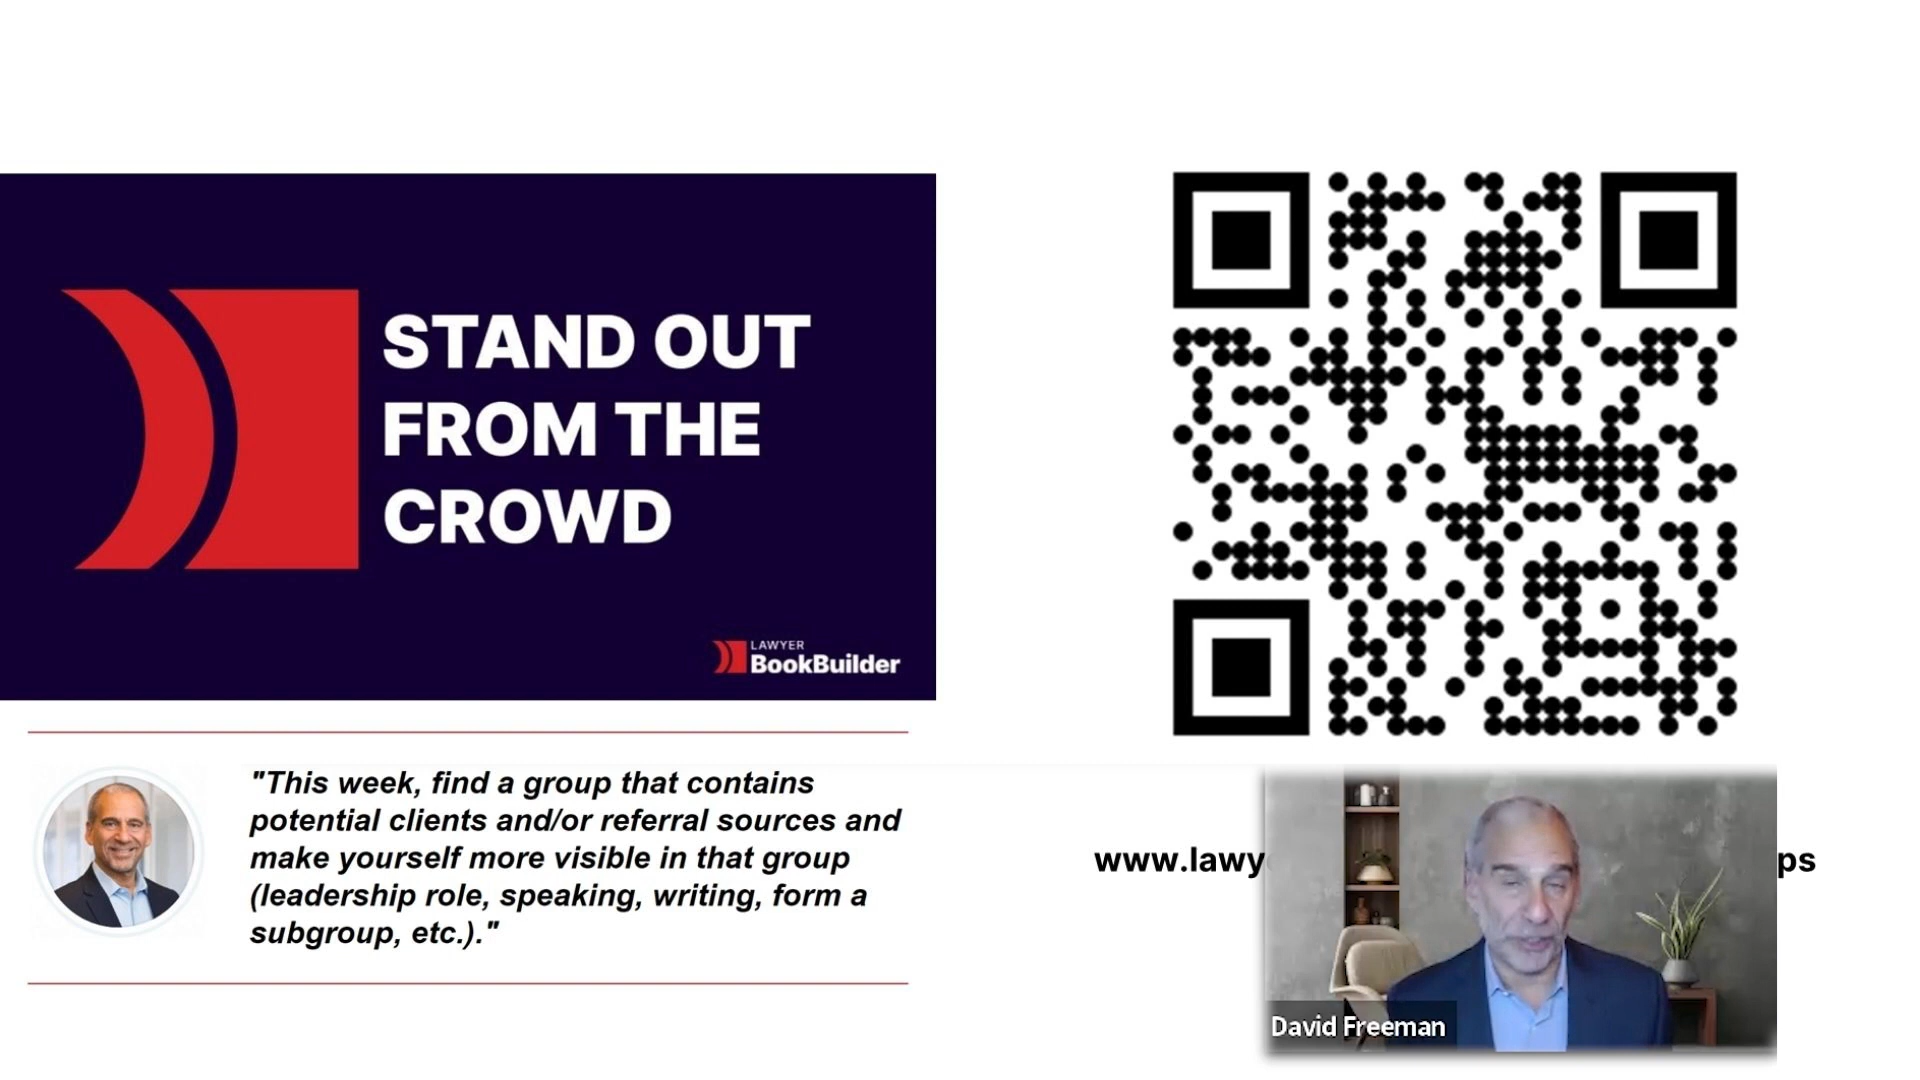 STAND OUT
FROM THE
CROWD
LAWYER
BookBuilder
"This week, find a group that contains
potential clients and/or referral sources and
make yourself more visible in that group
(leadership role, speaking, writing, form a
subgroup, etc.)."
www.lawy
ps
David Freeman